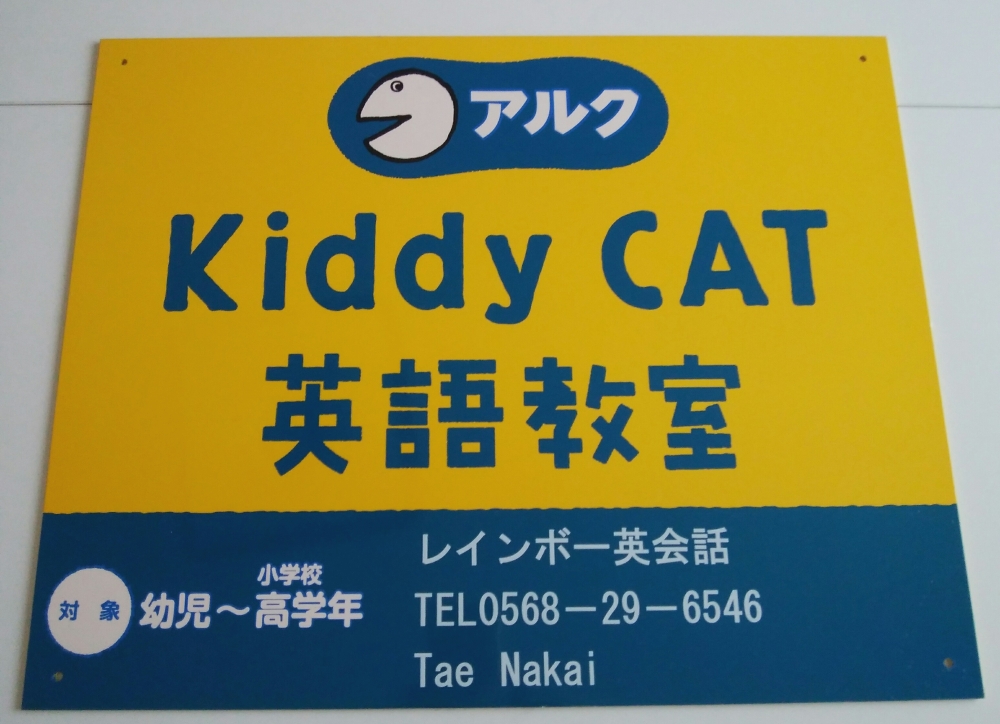 アルク
Kiddy CAT
英語教室
対象
小学校
幼児～高学年
レインボー英会話
TEL0568－29－6546
Tae Nakai